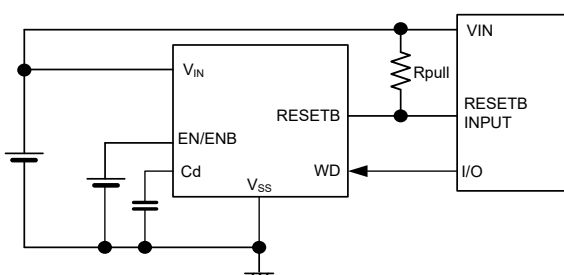 VIN
Rpull
VIN
RESETB
RESETB
INPUT
EN/ENB
Cd
VSS
WD
I/O